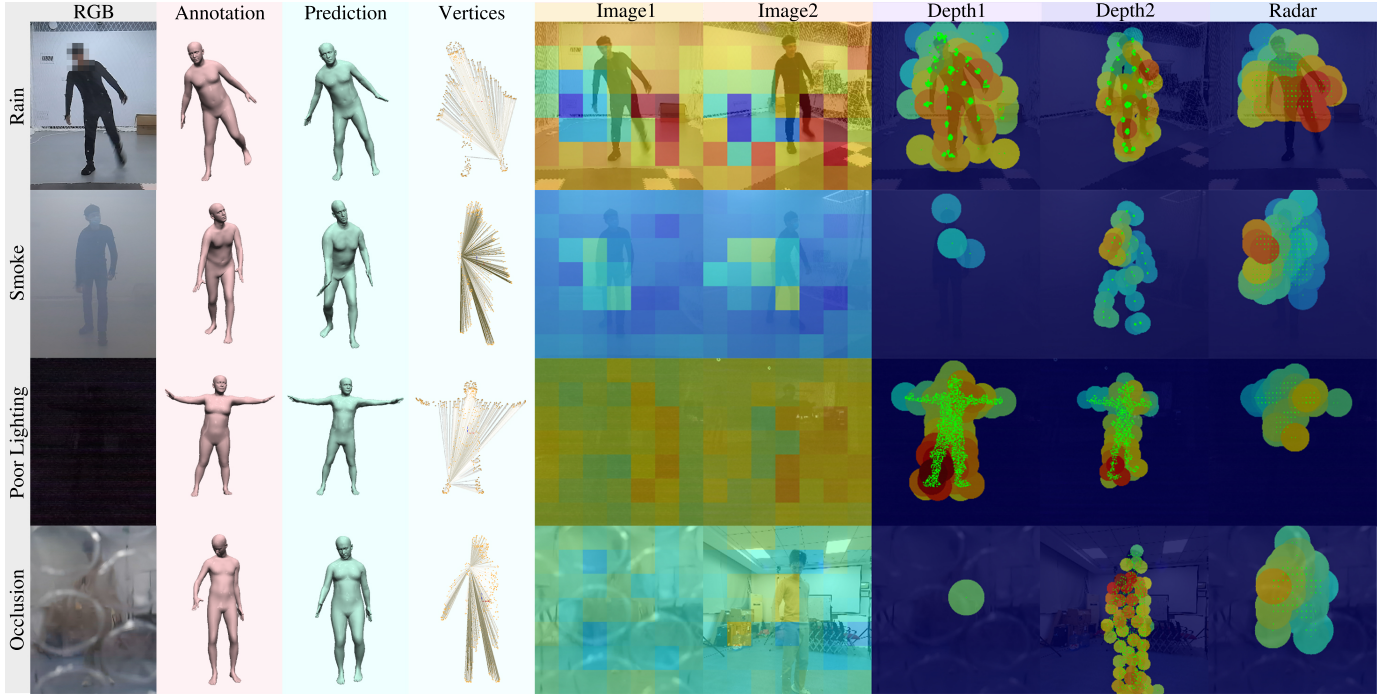 RGB Annotation Prediction Vertices Image1 Image2 Depth1 Depth2 Radar
Rain
Smoke
Poor Lighting
Occlusion